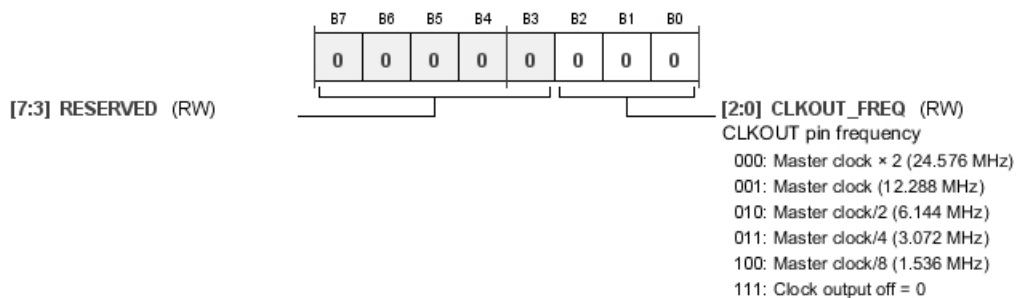 B7 B6 B5 B4 B3 B2 B1 B0
0 0 0 0 0 0 0 0
[7:3] RESERVED (RW)
[2:0] CLKOUT_FREQ (RW)
CLKOUT pin frequency
000: Master clock × 2 (24.576 MHz)
001: Master clock (12.288 MHz)
010: Master clock/2 (6.144 MHz)
011: Master clock/4 (3.072 MHz)
100: Master clock/8 (1.536 MHz)
111: Clock output off = 0